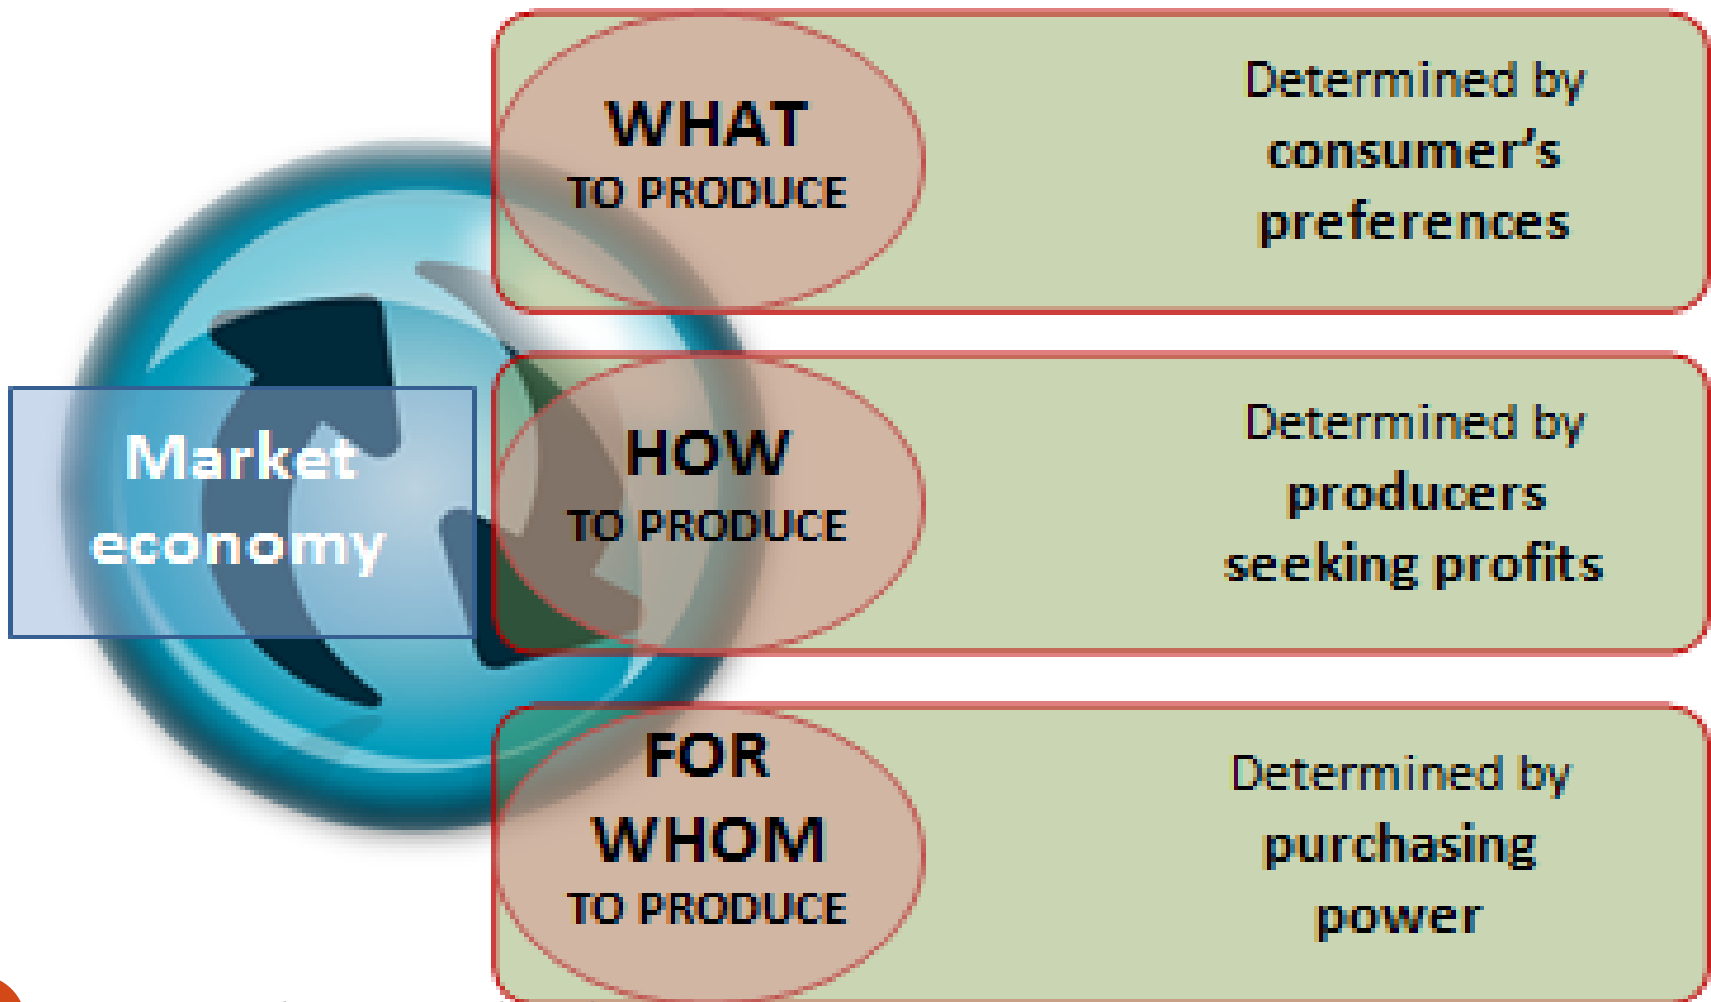 Market
economy
WHAT
TO PRODUCE
Determined by
consumer’s
preferences
HOW
TO PRODUCE
Determined by
producers
seeking profits
FOR
WHOM
TO PRODUCE
Determined by
purchasing
power